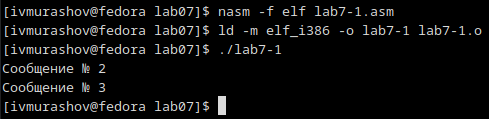 [ivmurashov@fedora lab07]$ nasm -f elf lab7-1.asm
[ivmurashov@fedora lab07]$ ld -m elf_i386 -o lab7-1 lab7-1.o
[ivmurashov@fedora lab07]$ ./lab7-1
Сообщение № 2
Сообщение № 3
[ivmurashov@fedora lab07]$